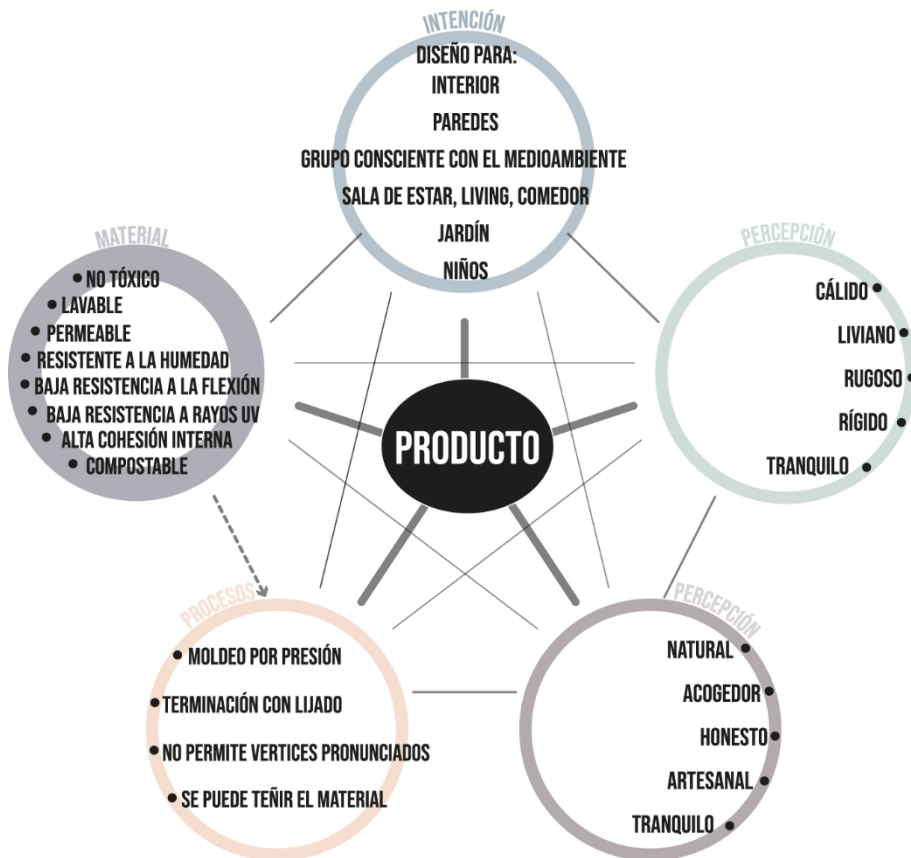 INTENCIÓN
DISEÑO PARA:
INTERIOR
PAREDES
GRUPO CONSCIENTE CON EL MEDIOAMBIENTE
SALA DE ESTAR, LIVING, COMEDOR
JARDÍN
NIÑOS
MATERIAL
• NO TÓXICO
• LAVABLE
• PERMEABLE
• RESISTENTE A LA HUMEDAD
• BAJA RESISTENCIA A LA FLEXIÓN
• BAJA RESISTENCIA A RAYOS UV
• ALTA COHESIÓN INTERNA
• COMPOSTABLE
PERCEPCIÓN
CÁLIDO •
LIVIANO •
RUGOSO •
RÍGIDO •
TRANQUILO •
PRODUCTO
PROCESOS
• MOLDEO POR PRESIÓN
• TERMINACIÓN CON LIJADO
• NO PERMITE VERTICES PRONUNCIADOS
• SE PUEDE TEÑIR EL MATERIAL
PERCEPCIÓN
NATURAL •
ACOGEDOR •
HONESTO •
ARTESANAL •
TRANQUILO •